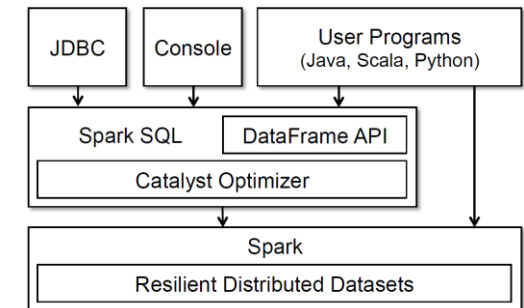 JDBC
Console
User Programs
(Java, Scala, Python)
Spark SQL
DataFrame API
Catalyst Optimizer
Spark
Resilient Distributed Datasets